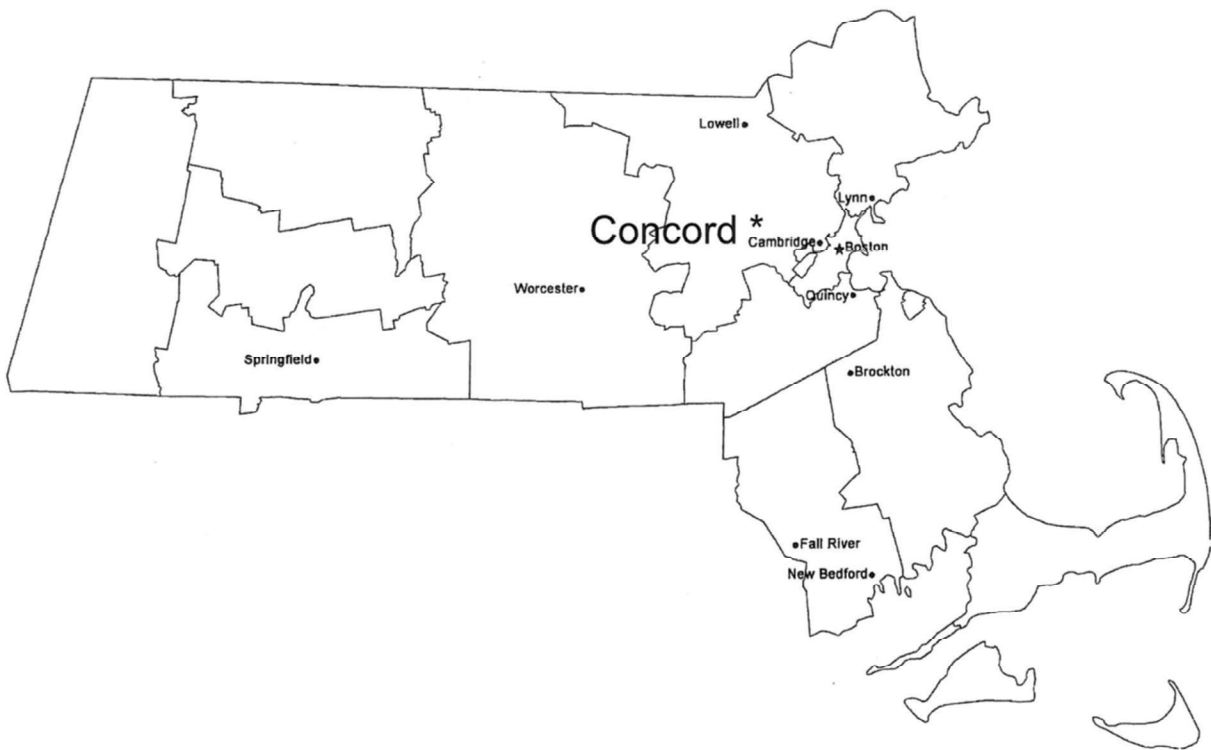 Lowell
Lynn
Concord *
Cambridge
Boston
Worcester
Quincy
Springfield
Brockton
Fall River
New Bedford